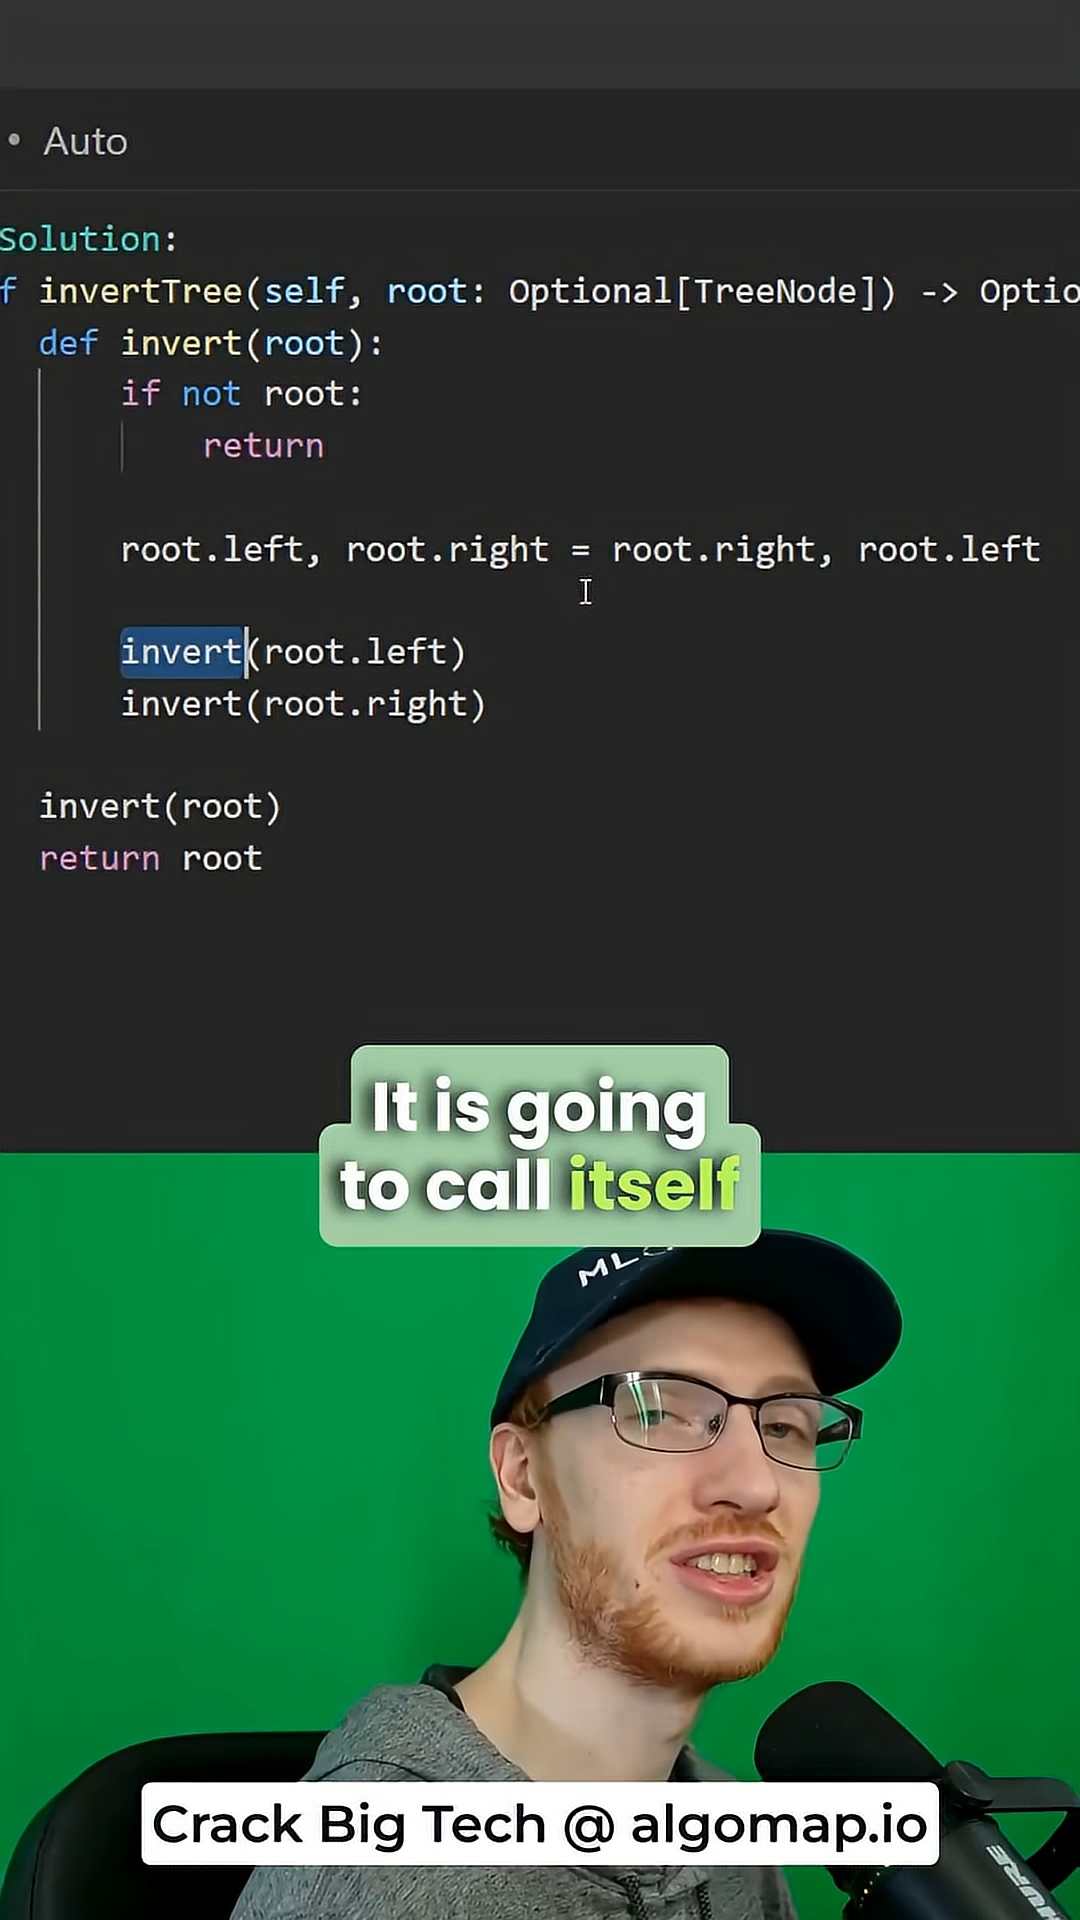 • Auto
Solution:
f invertTree(self, root: Optional[TreeNode]) -> Optio
def invert(root):
if not root:
return
root.left, root.right = root.right, root.left
invert(root.left)
invert(root.right)
invert(root)
return root
It is going
to call itself
Crack Big Tech @ algomap.io